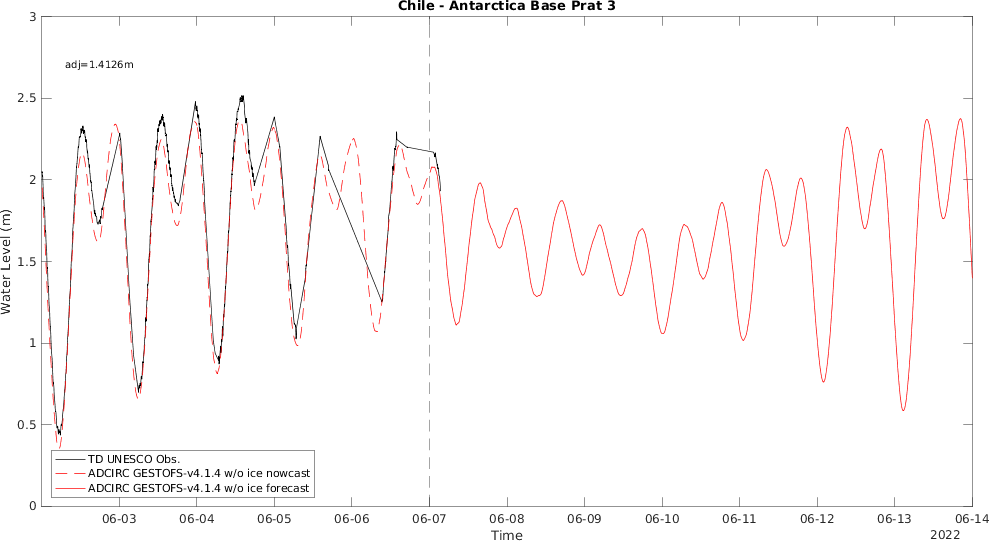 Chile - Antarctica Base Prat 3
3
adj=1.4126m
2.5
2
1.5
1
0.5
0
Water Level (m)
TD UNESCO Obs.
ADCIRC GESTOFS-v4.1.4 w/o ice nowcast
ADCIRC GESTOFS-v4.1.4 w/o ice forecast
06-03 06-04 06-05 06-06 06-07 06-08 06-09 06-10 06-11 06-12 06-13 06-14
Time
2022